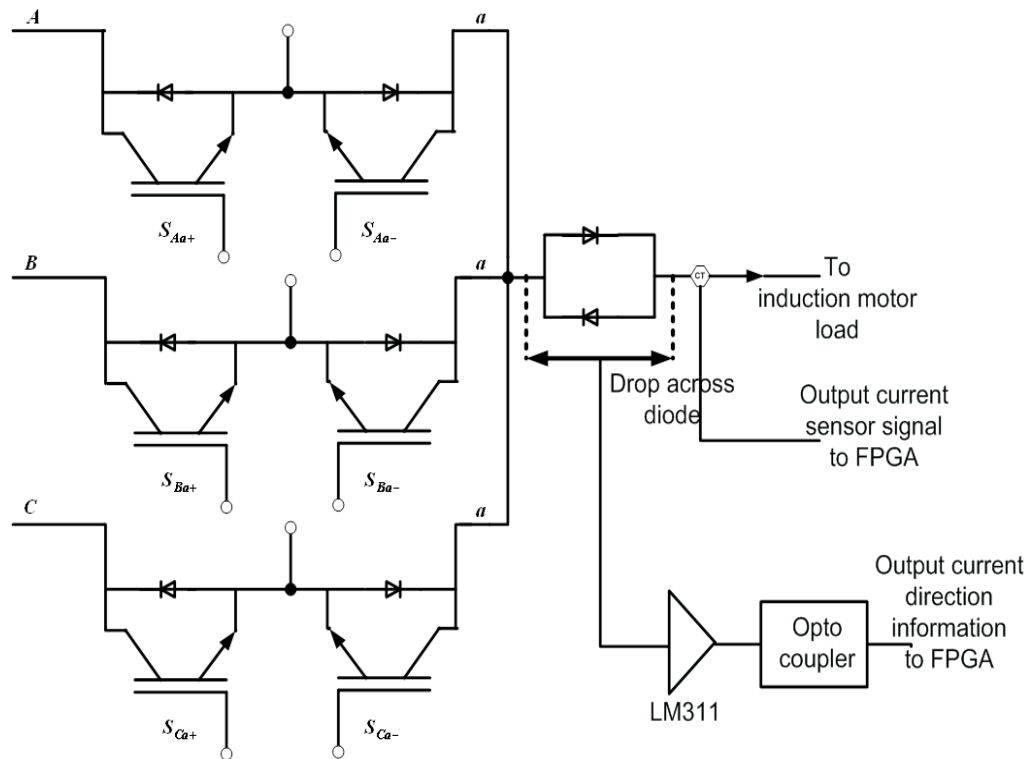 A
a
S_{Aa+}
S_{Aa-}
B
a
S_{Ba+}
S_{Ba-}
C
a
S_{Ca+}
S_{Ca-}
CT
To
induction motor
load
Drop across
diode
Output current
sensor signal
to FPGA
LM311
Opto
coupler
Output current
direction
information
to FPGA